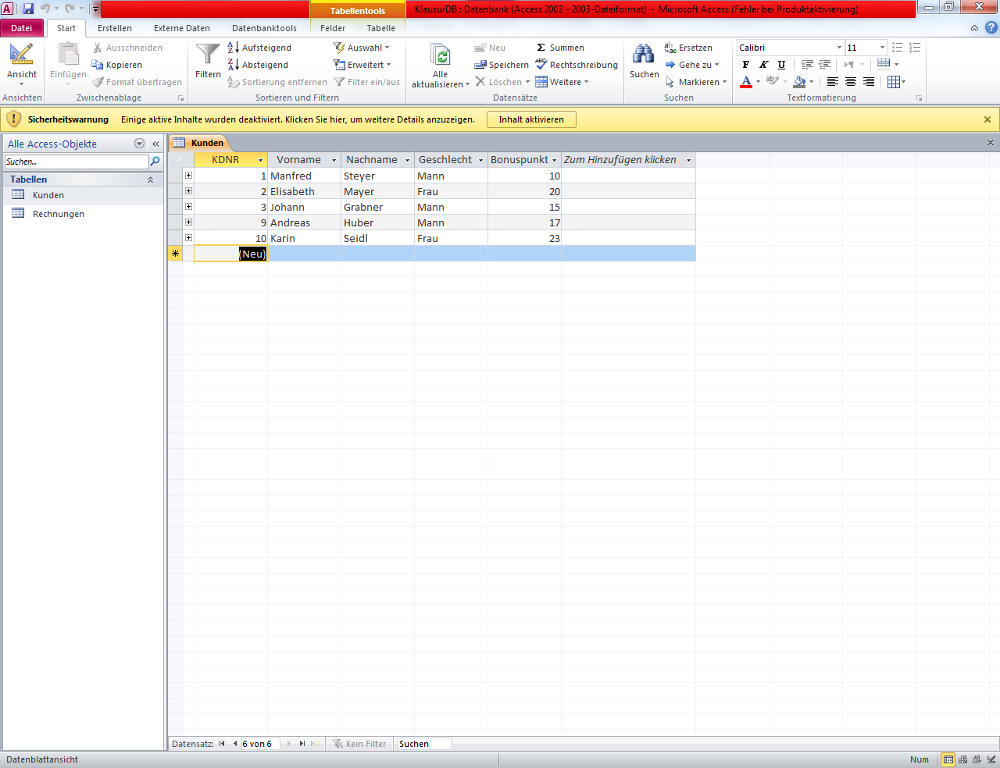 Tabellentools
KlausurDB : Datenbank (Access 2002 - 2003-Dateiformat) - Microsoft Access (Fehler bei Produktaktivierung)
Datei Start Erstellen Externe Daten Datenbanktools Felder Tabelle
Ansicht
Ansichten
Einfügen
Ausschneiden
Kopieren
Format übertragen
Zwischenablage
Filtern
Aufsteigend
Absteigend
Sortierung entfernen
Auswahl
Erweitert
Filter ein/aus
Sortieren und Filtern
Alle
aktualisieren
Neu
Speichern
Löschen
Summen
Rechtschreibung
Weitere
Datensätze
Suchen
Ersetzen
Gehe zu
Markieren
Suchen
Calibri 11
F K U
Textformatierung
Sicherheitswarnung Einige aktive Inhalte wurden deaktiviert. Klicken Sie hier, um weitere Details anzuzeigen. Inhalt aktivieren
Alle Access-Objekte
Suchen...
Tabellen
Kunden
Rechnungen
Kunden
KDNR Vorname Nachname Geschlecht Bonuspunkt Zum Hinzufügen klicken
1 Manfred Steyer Mann 10
2 Elisabeth Mayer Frau 20
3 Johann Grabner Mann 15
9 Andreas Huber Mann 17
10 Karin Seidl Frau 23
(Neu)
Datensatz: 6 von 6 Kein Filter Suchen
Datenblattansicht Num